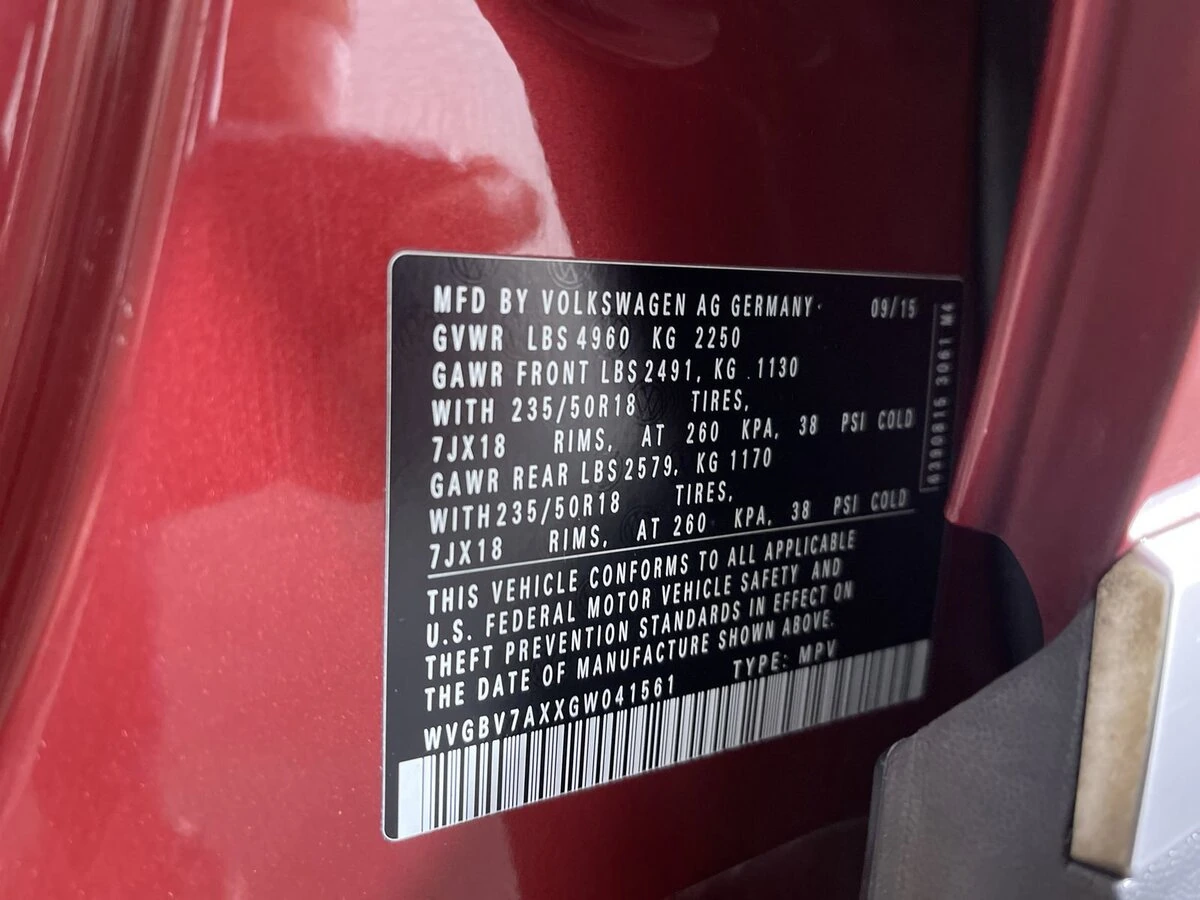 MFD BY VOLKSWAGEN AG GERMANY 09/15
GVWR LBS 4960 KG 2250
GAWR FRONT LBS 2491, KG 1130
WITH 235/50R18 TIRES,
7JX18 RIMS, AT 260 KPA, 38 PSI COLD
GAWR REAR LBS 2579, KG 1170
WITH 235/50R18 TIRES,
7JX18 RIMS, AT 260 KPA, 38 PSI COLD
THIS VEHICLE CONFORMS TO ALL APPLICABLE
U.S. FEDERAL MOTOR VEHICLE SAFETY AND
THEFT PREVENTION STANDARDS IN EFFECT ON
THE DATE OF MANUFACTURE SHOWN ABOVE.
WVGBV7AXXGW041561 TYPE: MPV
3061 M4